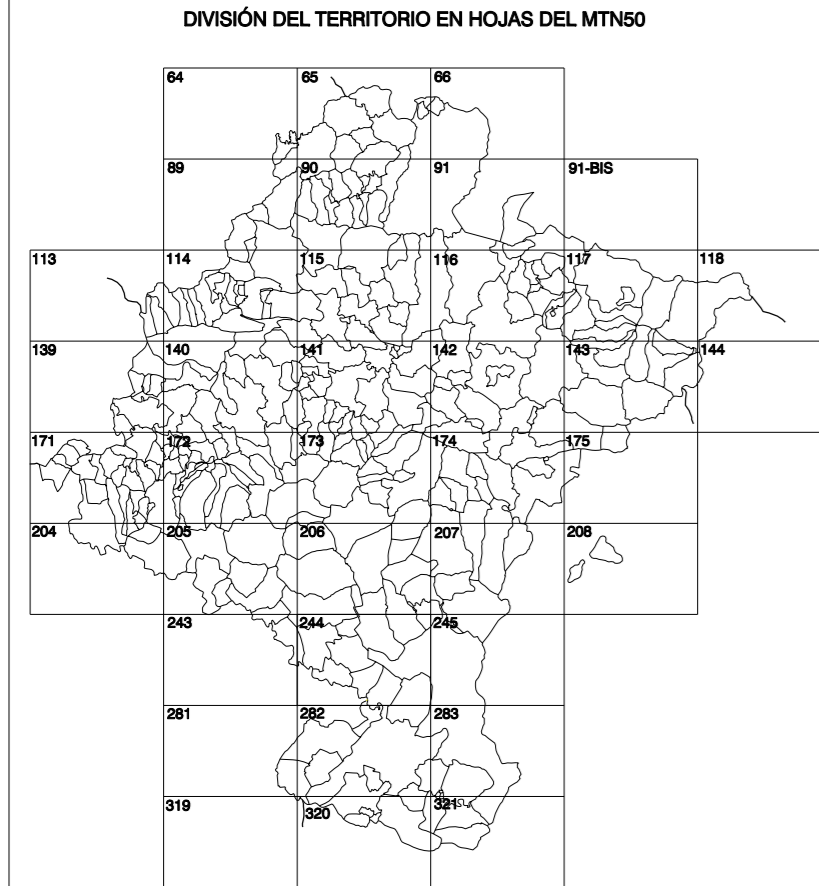 DIVISIÓN DEL TERRITORIO EN HOJAS DEL MTN50
64 65 66
89 90 91 91-BIS
113 114 115 116 117 118
139 140 141 142 143 144
171 172 173 174 175
204 205 206 207 208
243 244 245
281 282 283
319 320 321